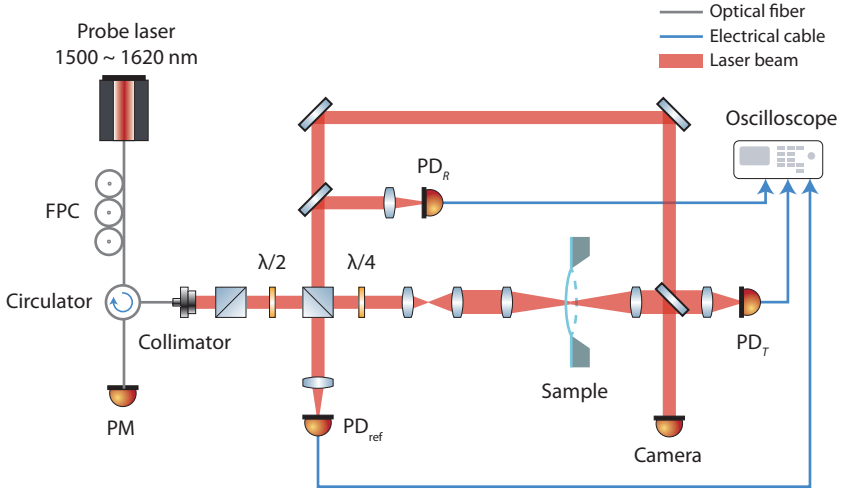 Probe laser
1500 ~ 1620 nm
Optical fiber
Electrical cable
Laser beam
Oscilloscope
FPC
PD_R
λ/2
λ/4
Circulator
Collimator
PD_T
Sample
PM
PD_ref
Camera